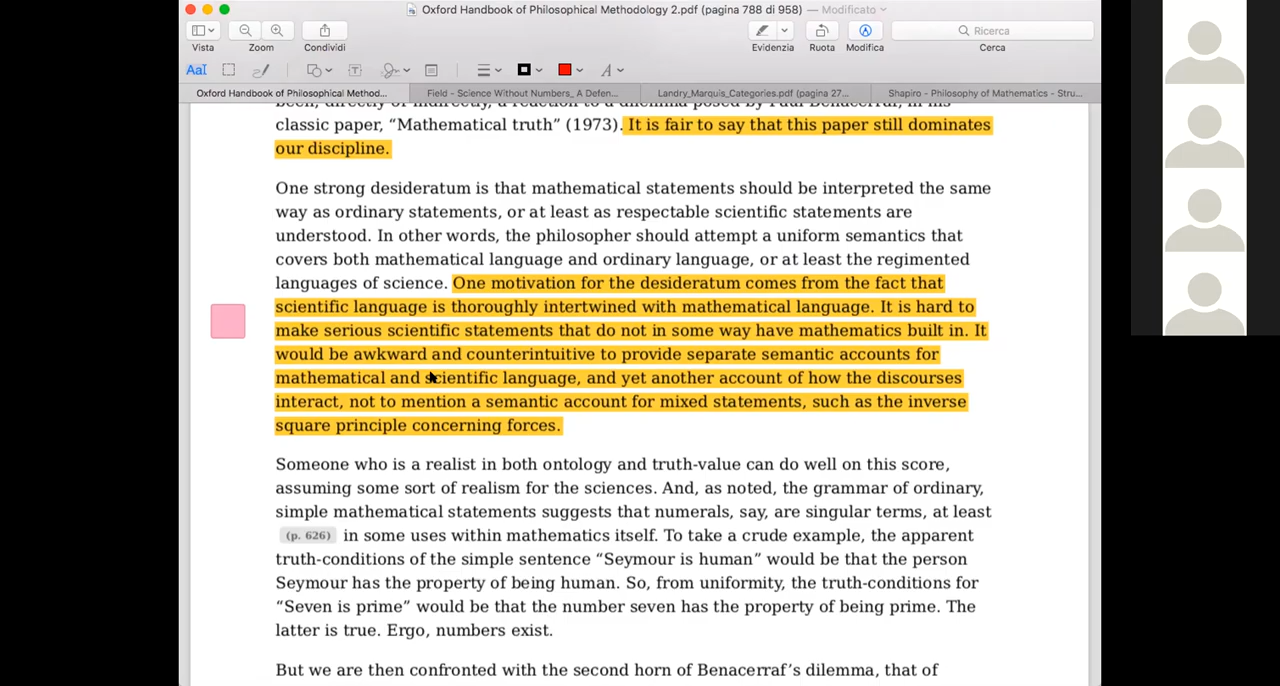 Oxford Handbook of Philosophical Methodology 2.pdf (pagina 788 di 958) — Modificato
Vista
Zoom
Condividi
Evidenzia
Ruota
Modifica
Ricerca
Cerca
AaI
T
A
Oxford Handbook of Philosophical Method...
Field - Science Without Numbers_ A Defen...
Landry_Marquis_Categories.pdf (pagina 27...
Shapiro - Philosophy of Mathematics - Stru...
been, directly or indirectly, a reaction to a dilemma posed by Paul Benacerraf, in his
classic paper, “Mathematical truth” (1973). It is fair to say that this paper still dominates
our discipline.
One strong desideratum is that mathematical statements should be interpreted the same
way as ordinary statements, or at least as respectable scientific statements are
understood. In other words, the philosopher should attempt a uniform semantics that
covers both mathematical language and ordinary language, or at least the regimented
languages of science. One motivation for the desideratum comes from the fact that
scientific language is thoroughly intertwined with mathematical language. It is hard to
make serious scientific statements that do not in some way have mathematics built in. It
would be awkward and counterintuitive to provide separate semantic accounts for
mathematical and scientific language, and yet another account of how the discourses
interact, not to mention a semantic account for mixed statements, such as the inverse
square principle concerning forces.
Someone who is a realist in both ontology and truth-value can do well on this score,
assuming some sort of realism for the sciences. And, as noted, the grammar of ordinary,
simple mathematical statements suggests that numerals, say, are singular terms, at least
(p. 626) in some uses within mathematics itself. To take a crude example, the apparent
truth-conditions of the simple sentence “Seymour is human” would be that the person
Seymour has the property of being human. So, from uniformity, the truth-conditions for
“Seven is prime” would be that the number seven has the property of being prime. The
latter is true. Ergo, numbers exist.
But we are then confronted with the second horn of Benacerraf’s dilemma, that of